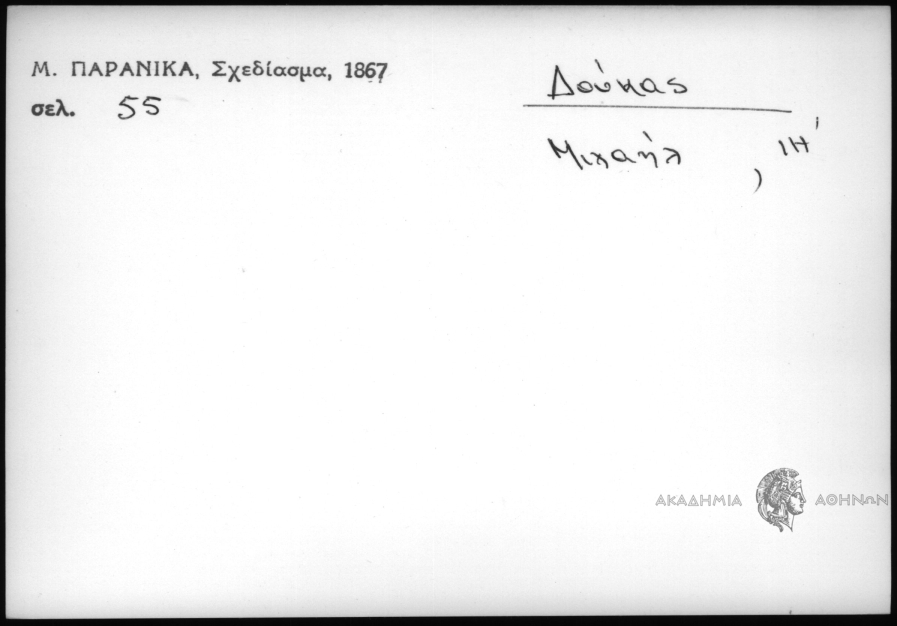 Μ. ΠΑΡΑΝΙΚΑ, Σχεδίασμα, 1867
σελ. 55
Δούκας
Μιχαήλ , ΙΗ'
ΑΚΑΔΗΜΙΑ ΑΘΗΝΩΝ